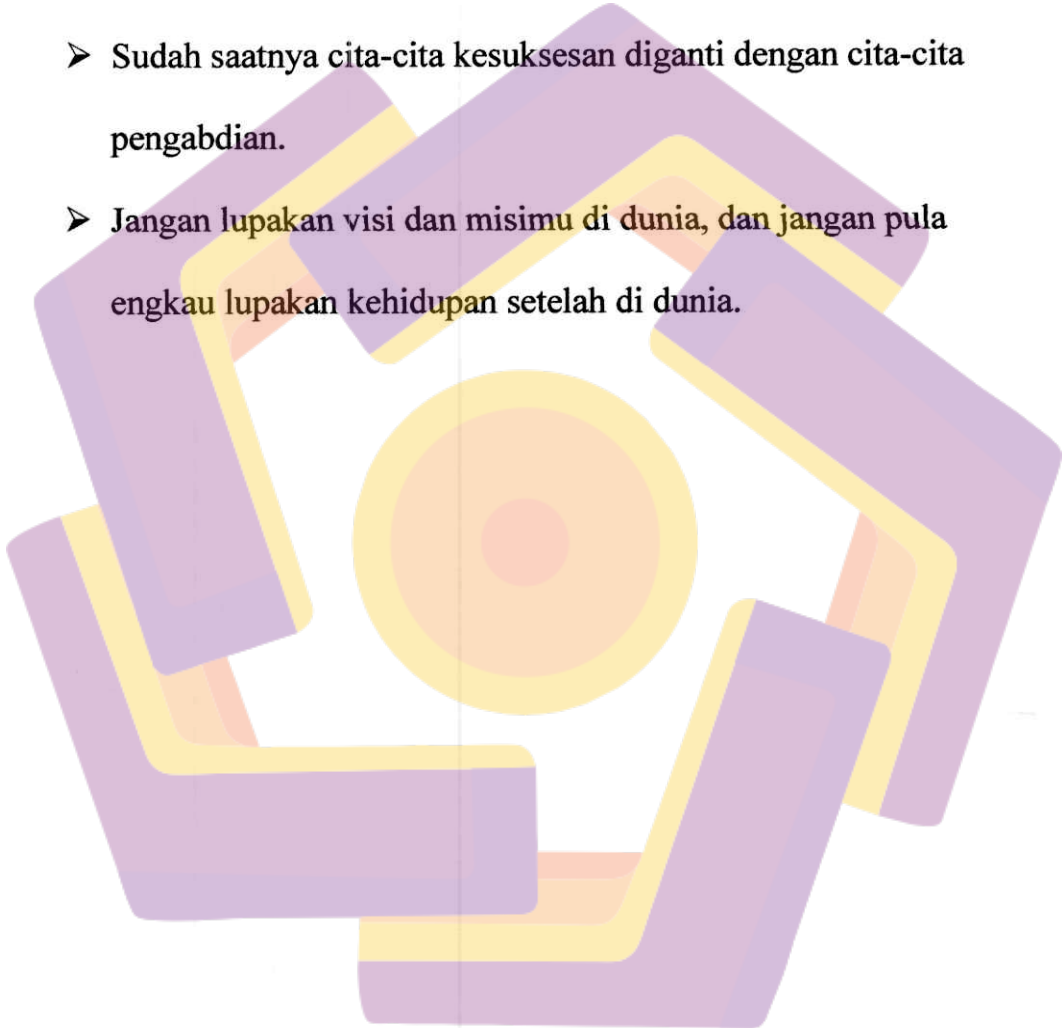 ➢ Sudah saatnya cita-cita kesuksesan diganti dengan cita-cita
pengabdian.
➢ Jangan lupakan visi dan misimu di dunia, dan jangan pula
engkau lupakan kehidupan setelah di dunia.